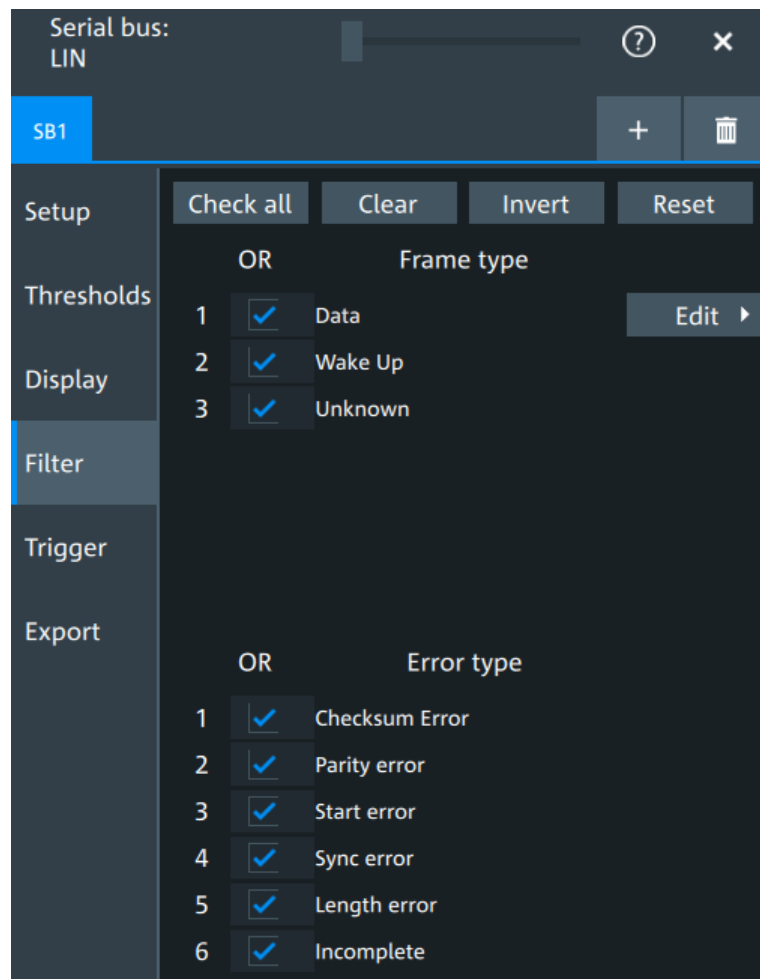 Serial bus:
LIN
?
SB1
+
Setup
Thresholds
Display
Filter
Trigger
Export
Check all Clear Invert Reset
OR Frame type
1 Data Edit
2 Wake Up
3 Unknown
OR Error type
1 Checksum Error
2 Parity error
3 Start error
4 Sync error
5 Length error
6 Incomplete